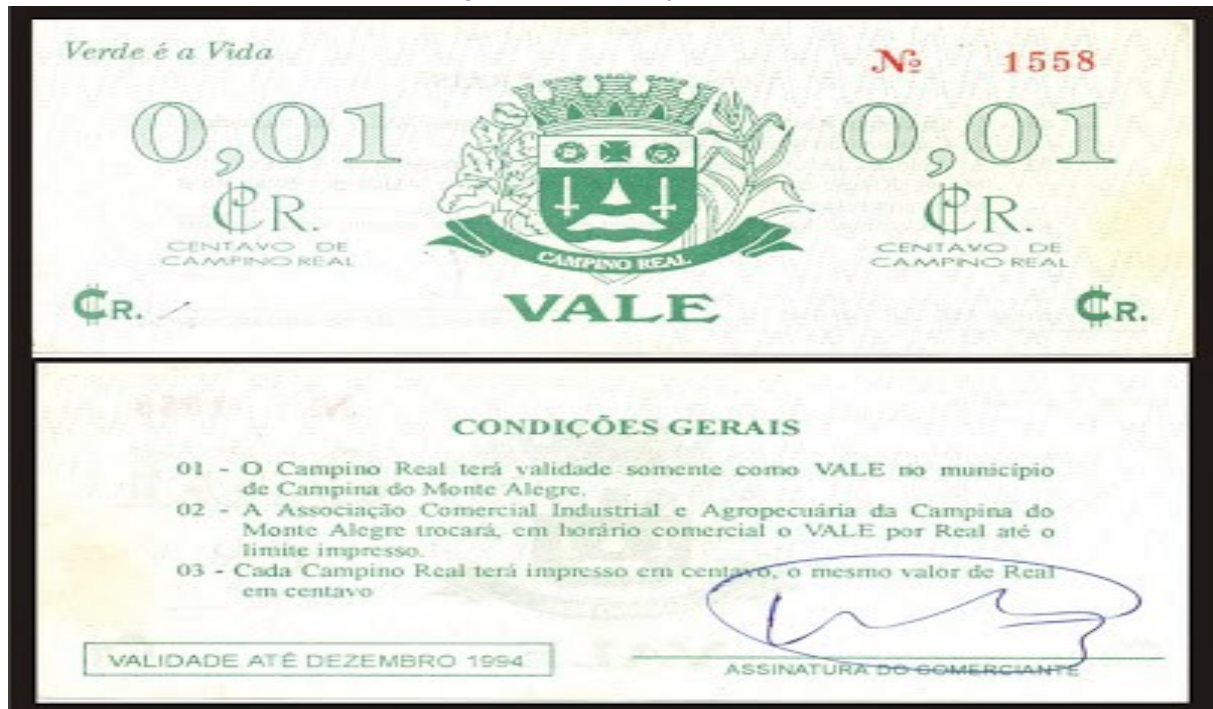 Verde é a Vida
№ 1558
0,01
0,01
₵R.
₵R.
CENTAVO DE
CAMPINO REAL
CENTAVO DE
CAMPINO REAL
CAMPINO REAL
₵R.
VALE
₵R.
CONDIÇÕES GERAIS
01 - O Campino Real terá validade somente como VALE no município
de Campina do Monte Alegre.
02 - A Associação Comercial Industrial e Agropecuária da Campina do
Monte Alegre trocará, em horário comercial o VALE por Real até o
limite impresso.
03 - Cada Campino Real terá impresso em centavo, o mesmo valor de Real
em centavo
VALIDADE ATÉ DEZEMBRO 1994
ASSINATURA DO COMERCIANTE